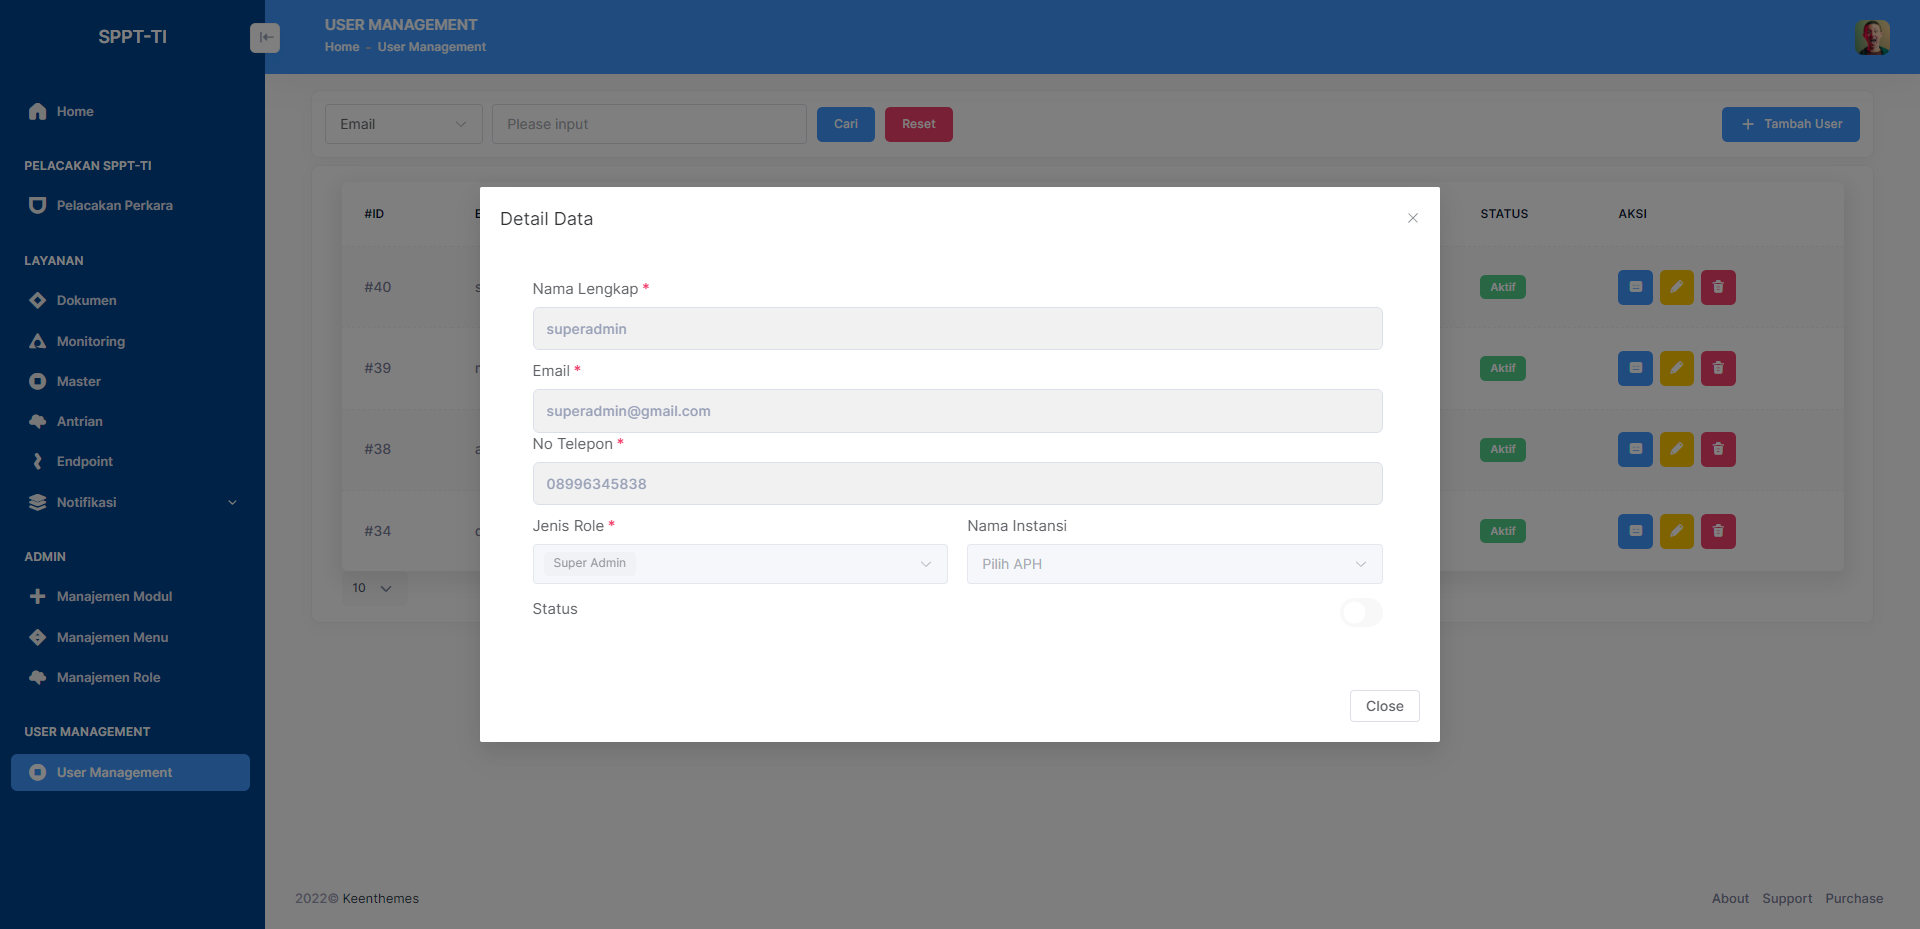 SPPT-TI
USER MANAGEMENT
Home - User Management
Home
PELACAKAN SPPT-TI
Pelacakan Perkara
LAYANAN
Dokumen
Monitoring
Master
Antrian
Endpoint
Notifikasi
ADMIN
Manajemen Modul
Manajemen Menu
Manajemen Role
USER MANAGEMENT
User Management
Email
Please input
Cari
Reset
+ Tambah User
#ID
STATUS
AKSI
#40
Aktif
#39
Aktif
#38
Aktif
#34
Aktif
10
Detail Data
Nama Lengkap *
superadmin
Email *
superadmin@gmail.com
No Telepon *
08996345838
Jenis Role *
Nama Instansi
Super Admin
Pilih APH
Status
Close
2022© Keenthemes
About Support Purchase